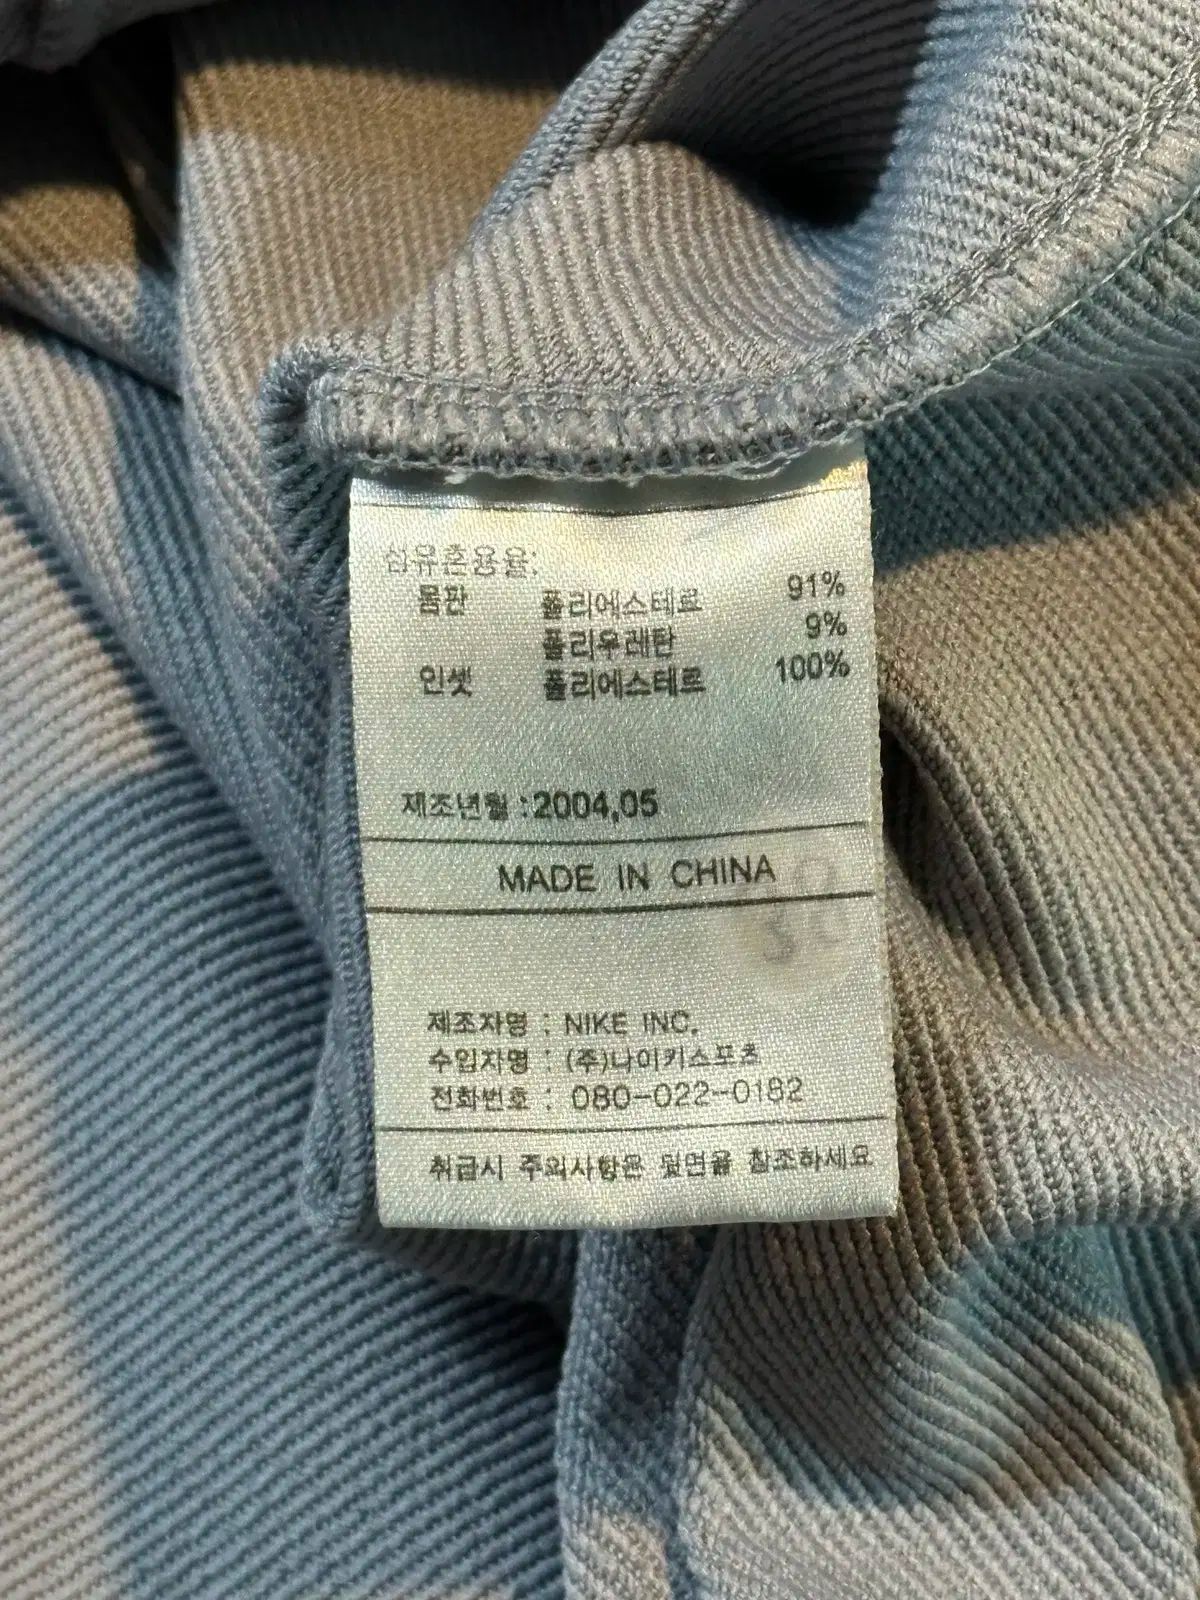 섬유혼용율:
몸판 폴리에스테르 91%
폴리우레탄 9%
인셋 폴리에스테르 100%
제조년월 : 2004,05
MADE IN CHINA
제조자명 : NIKE INC.
수입자명 : (주)나이키스포츠
전화번호 : 080-022-0182
취급시 주의사항은 뒷면을 참조하세요